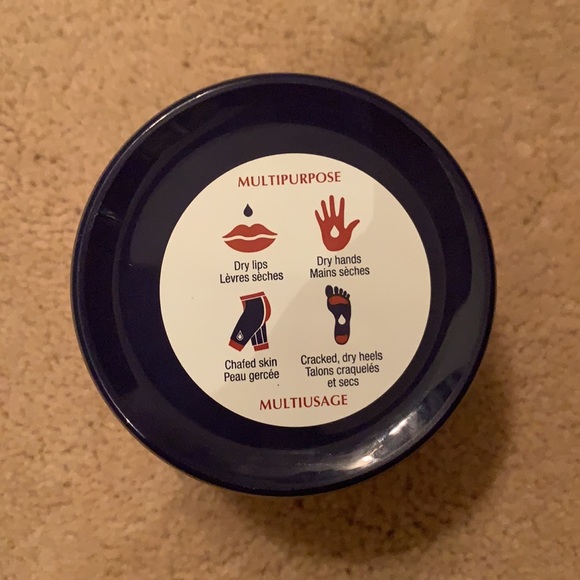 MULTIPURPOSE
Dry lips
Lèvres sèches
Dry hands
Mains sèches
Chafed skin
Peau gercée
Cracked, dry heels
Talons craquelés
et secs
MULTIUSAGE